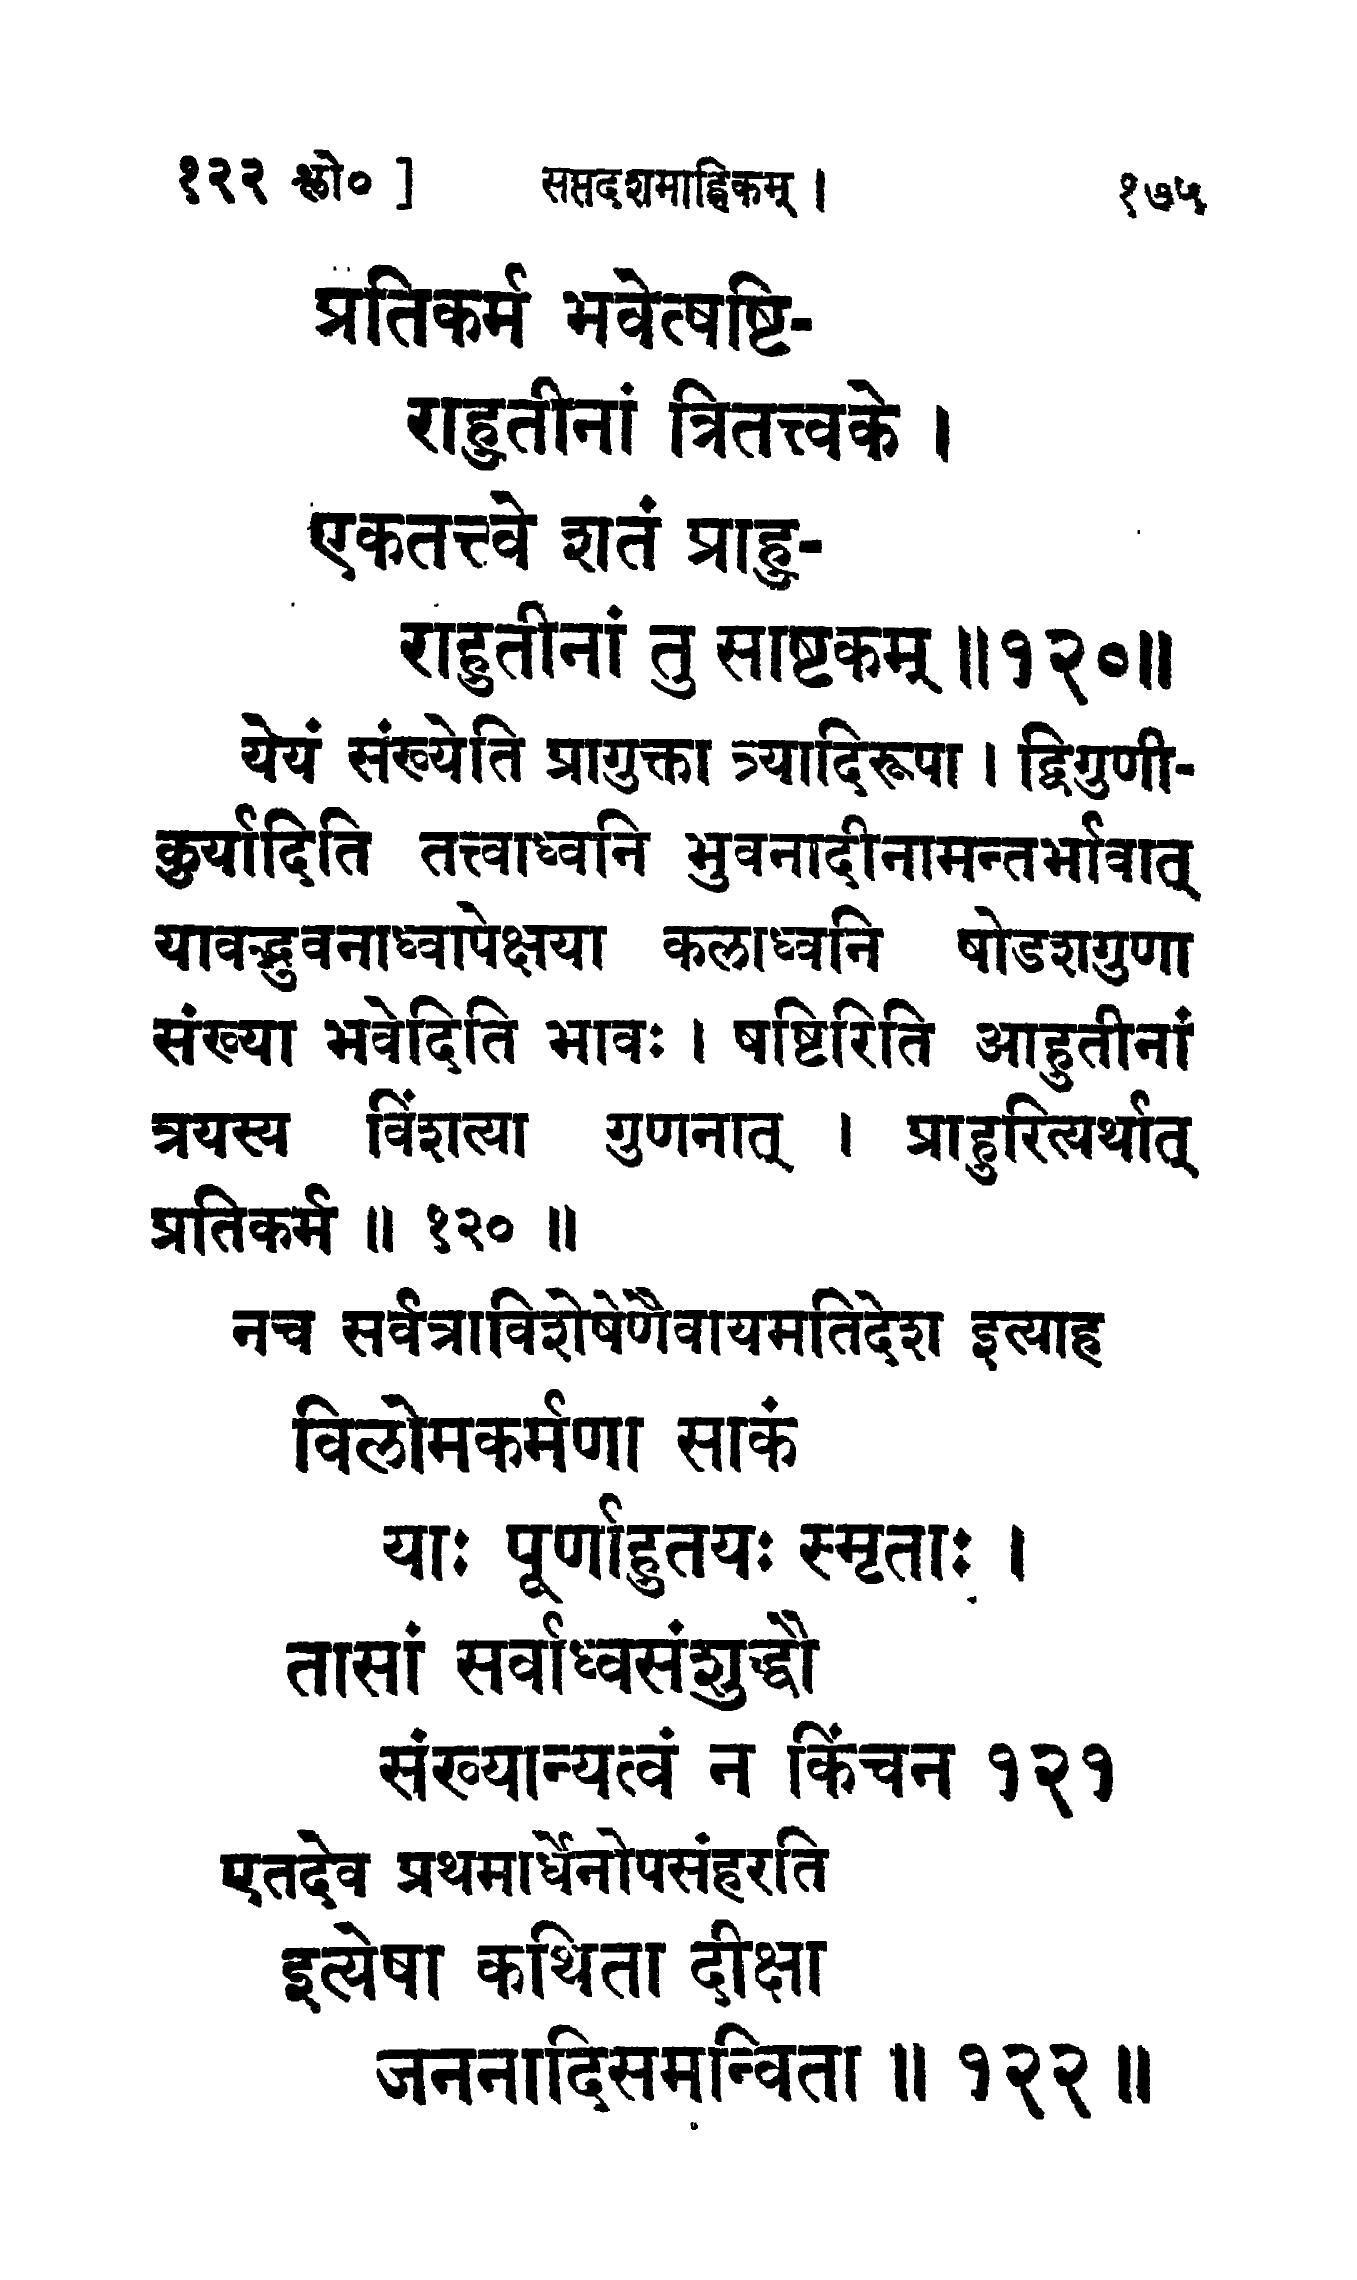 १२२ श्लो० ] सप्तदशमाह्निकम् । १७५
प्रतिकर्म भवेत्षष्टि-
राहुतीनां त्रितत्त्वके ।
एकतत्त्वे शतं प्राहु-
राहुतीनां तु साष्टकम् ॥१२०॥
येयं संख्येति प्रागुक्ता त्र्यादिरूपा । द्विगुणी-
कुर्यादिति तत्त्वाध्वनि भुवनादीनामन्तर्भावात्
यावद्भुवनाध्वापेक्षया कलाध्वनि षोडशगुणा
संख्या भवेदिति भावः । षष्टिरिति आहुतीनां
त्रयस्य विंशत्या गुणनात् । प्राहुरित्यर्थात्
प्रतिकर्म ॥ १२० ॥
नच सर्वत्राविशेषेणैवायमतिदेश इत्याह
विलोमकर्मणा साकं
याः पूर्णाहुतयः स्मृताः ।
तासां सर्वाध्वसंशुद्धौ
संख्यान्यत्वं न किंचन १२१
एतदेव प्रथमार्धेनोपसंहरति
इत्येषा कथिता दीक्षा
जननादिसमन्विता ॥ १२२ ॥